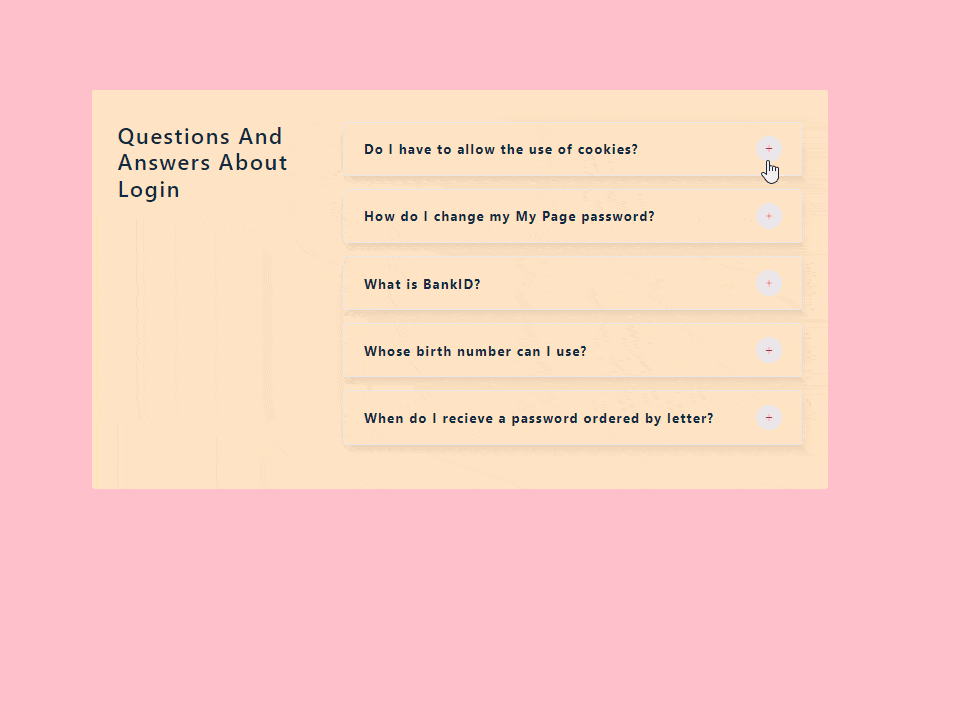 Questions And
Answers About
Login
Do I have to allow the use of cookies?
+
How do I change my My Page password?
+
What is BankID?
+
Whose birth number can I use?
+
When do I recieve a password ordered by letter?
+